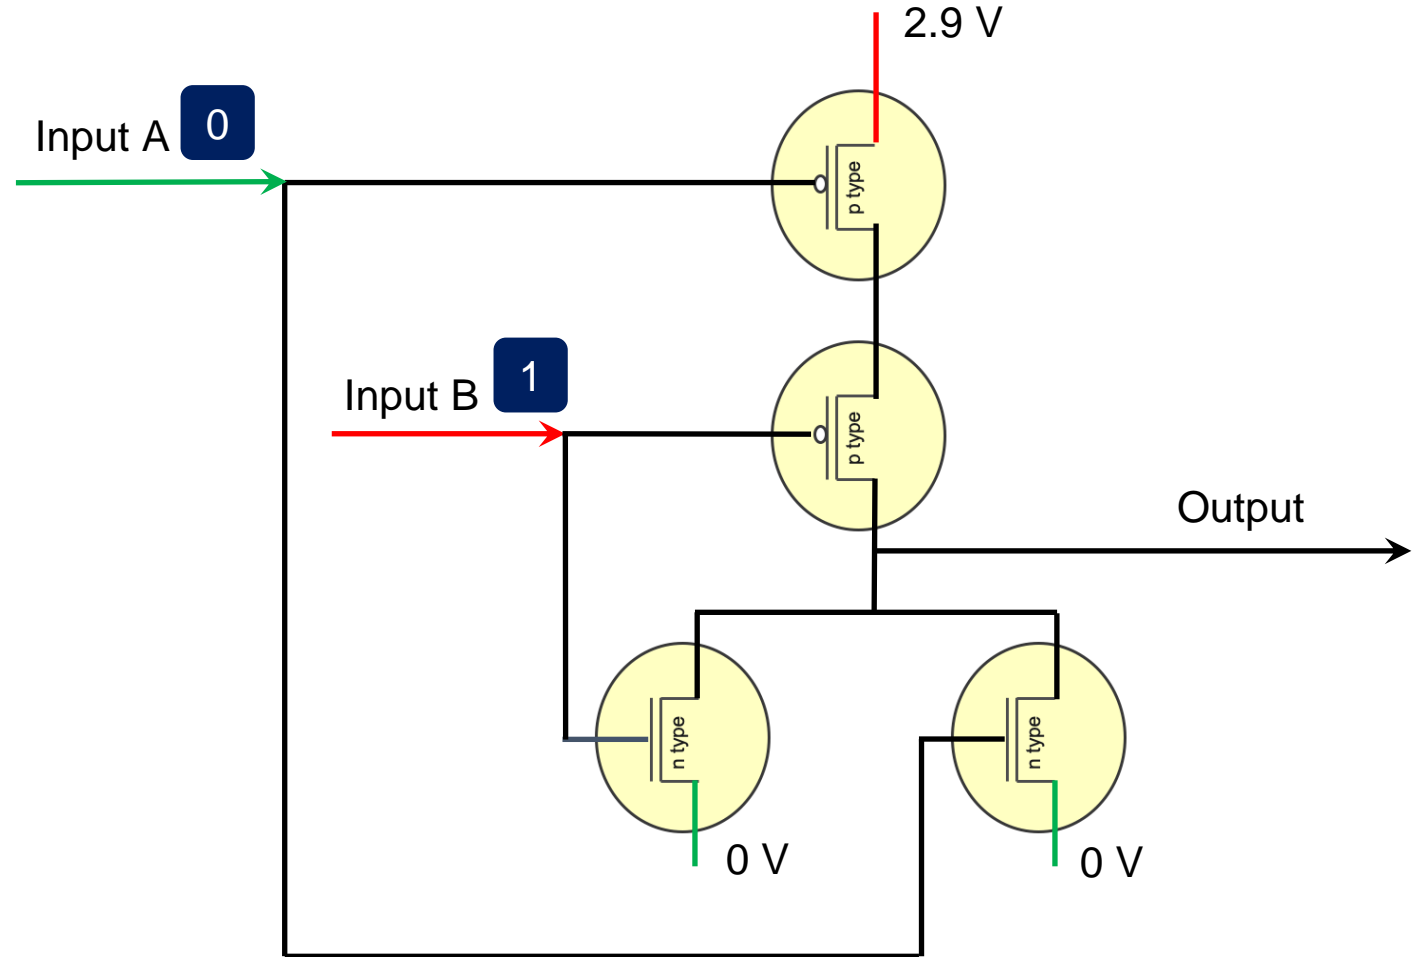 2.9 V
Input A
0
p type
Input B
1
p type
Output
n type
n type
0 V
0 V